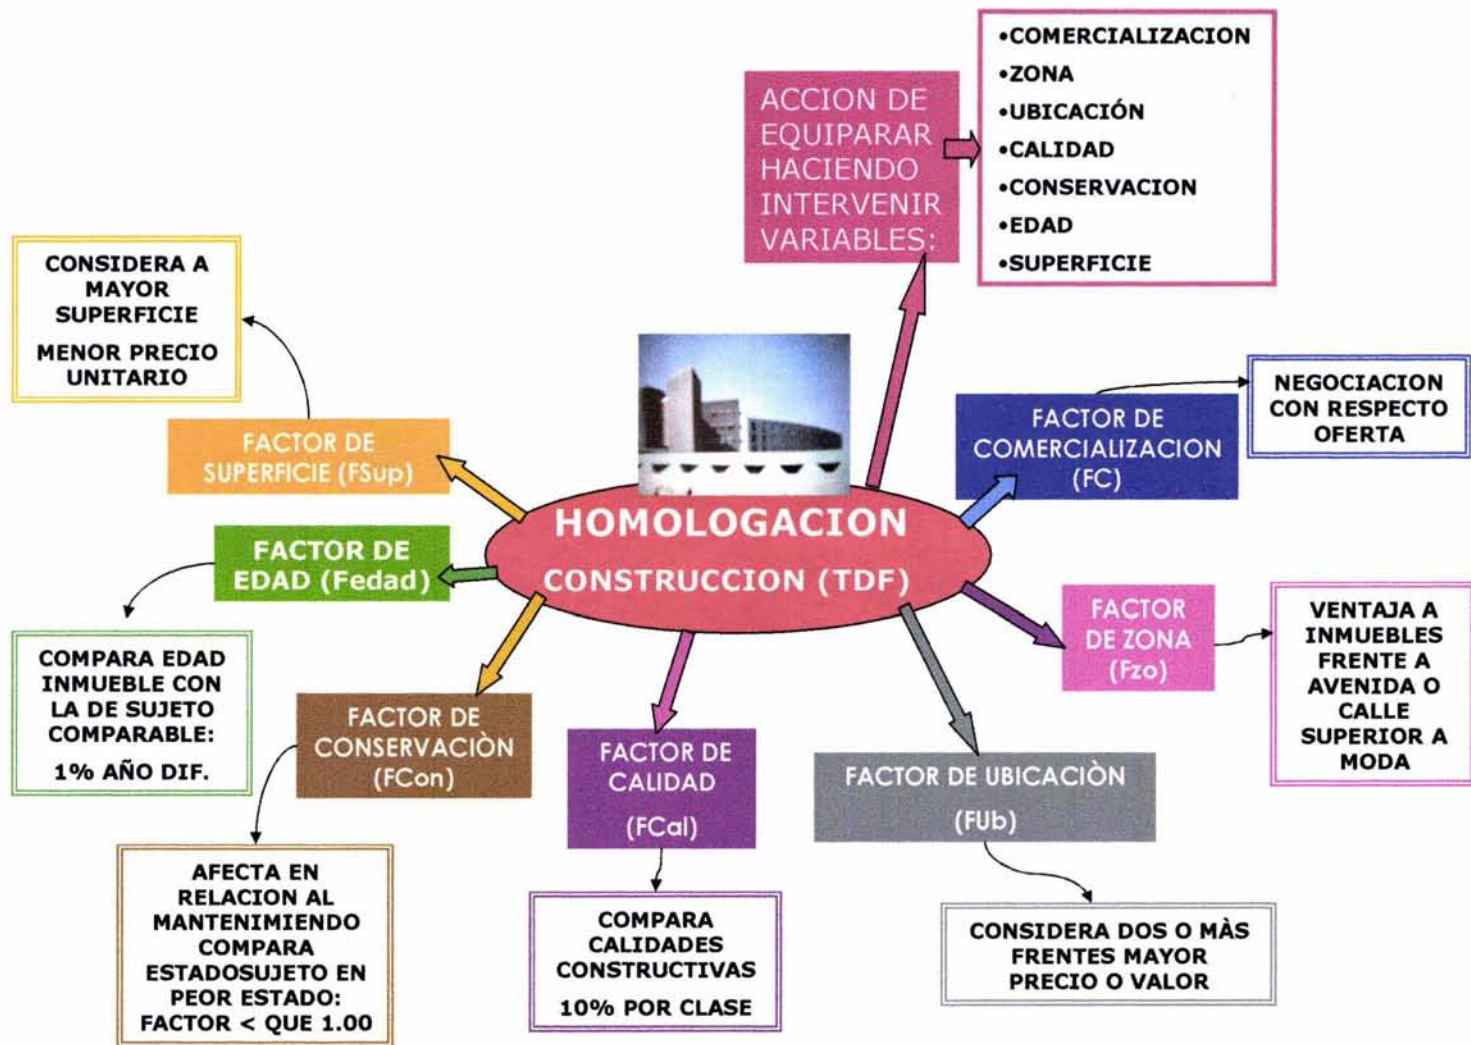 ACCION DE
EQUIPARAR
HACIENDO
INTERVENIR
VARIABLES:
•COMERCIALIZACION
•ZONA
•UBICACIÓN
•CALIDAD
•CONSERVACION
•EDAD
•SUPERFICIE
CONSIDERA A
MAYOR
SUPERFICIE
MENOR PRECIO
UNITARIO
FACTOR DE
SUPERFICIE (FSup)
FACTOR DE
COMERCIALIZACION
(FC)
NEGOCIACION
CON RESPECTO
OFERTA
HOMOLOGACION
CONSTRUCCION (TDF)
FACTOR DE
EDAD (Fedad)
COMPARA EDAD
INMUEBLE CON
LA DE SUJETO
COMPARABLE:
1% AÑO DIF.
FACTOR
DE ZONA
(Fzo)
VENTAJA A
INMUEBLES
FRENTE A
AVENIDA O
CALLE
SUPERIOR A
MODA
FACTOR DE
CONSERVACIÒN
(FCon)
AFECTA EN
RELACION AL
MANTENIMIENDO
COMPARA
ESTADOSUJETO EN
PEOR ESTADO:
FACTOR < QUE 1.00
FACTOR DE
CALIDAD
(FCal)
COMPARA
CALIDADES
CONSTRUCTIVAS
10% POR CLASE
FACTOR DE UBICACIÒN
(FUb)
CONSIDERA DOS O MÀS
FRENTES MAYOR
PRECIO O VALOR